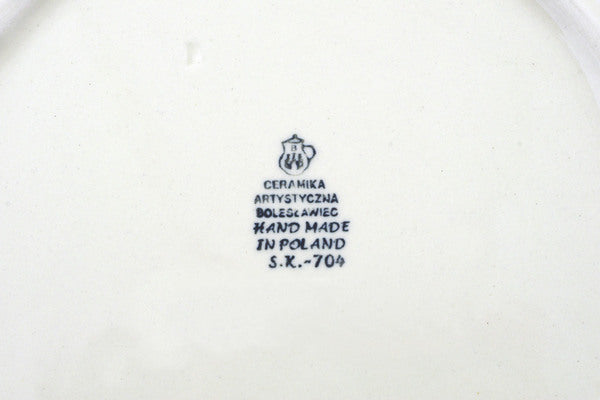 B
CERAMIKA
ARTYSTYCZNA
BOLESŁAWIEC
HAND MADE
IN POLAND
S.K.-704